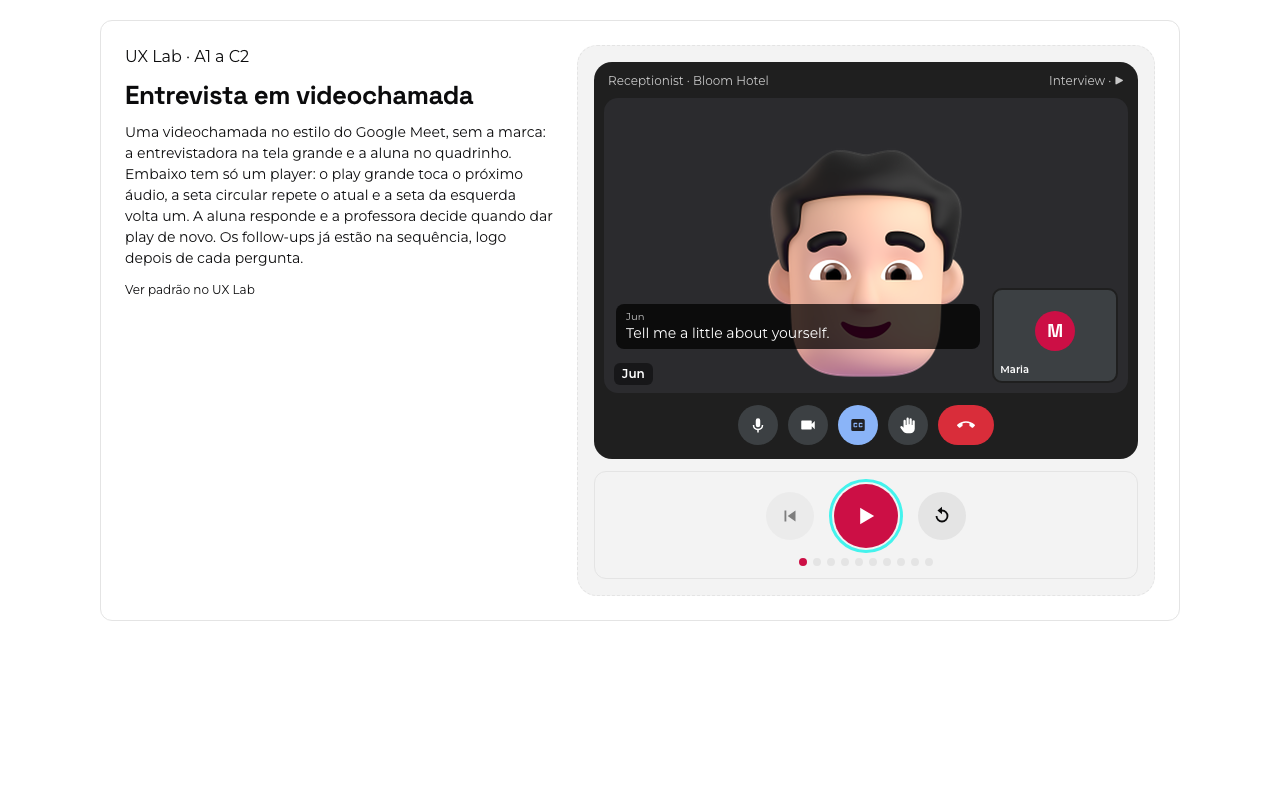 UX Lab · A1 a C2
Entrevista em videochamada
Uma videochamada no estilo do Google Meet, sem a marca:
a entrevistadora na tela grande e a aluna no quadrinho.
Embaixo tem só um player: o play grande toca o próximo
áudio, a seta circular repete o atual e a seta da esquerda
volta um. A aluna responde e a professora decide quando dar
play de novo. Os follow-ups já estão na sequência, logo
depois de cada pergunta.
Ver padrão no UX Lab
Receptionist · Bloom Hotel
Interview ·
Jun
Tell me a little about yourself.
Jun
M
Maria
CC